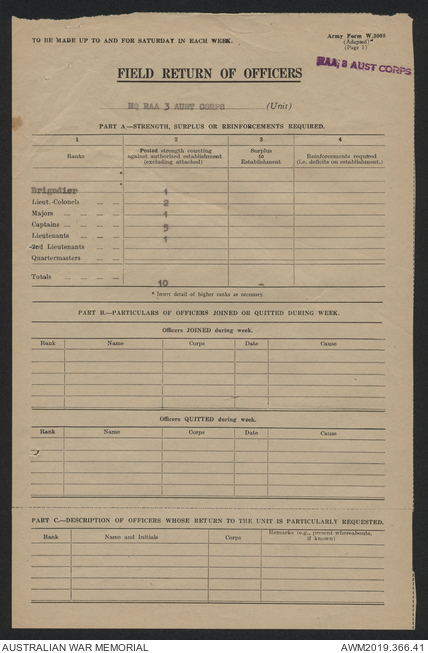 TO BE MADE UP TO AND FOR SATURDAY IN EACH WEEK.
Army Form W.3008
(Adapted)
(Page 1)
RAA, 3 AUST CORPS
FIELD RETURN OF OFFICERS
HQ RAA 3 AUST CORPS (Unit)
PART A—STRENGTH, SURPLUS OR REINFORCEMENTS REQUIRED.
1 2 3 4
Ranks Posted strength counting against authorized establishment (excluding attached) Surplus to Establishment Reinforcements required (i.e. deficits on establishment.)
*
Brigadier * 1
Lieut.-Colonels 2
Majors 1
Captains 5
Lieutenants 1
2nd Lieutenants
Quartermasters
Totals 10 –
* Insert detail of higher ranks as necessary
PART B.—PARTICULARS OF OFFICERS JOINED OR QUITTED DURING WEEK.
Officers JOINED during week.
Rank Name Corps Date Cause
Officers QUITTED during week.
Rank Name Corps Date Cause
PART C.—DESCRIPTION OF OFFICERS WHOSE RETURN TO THE UNIT IS PARTICULARLY REQUESTED.
Rank Name and Initials Corps Remarks (e.g., present whereabouts, if known)
AUSTRALIAN WAR MEMORIAL AWM2019.366.41